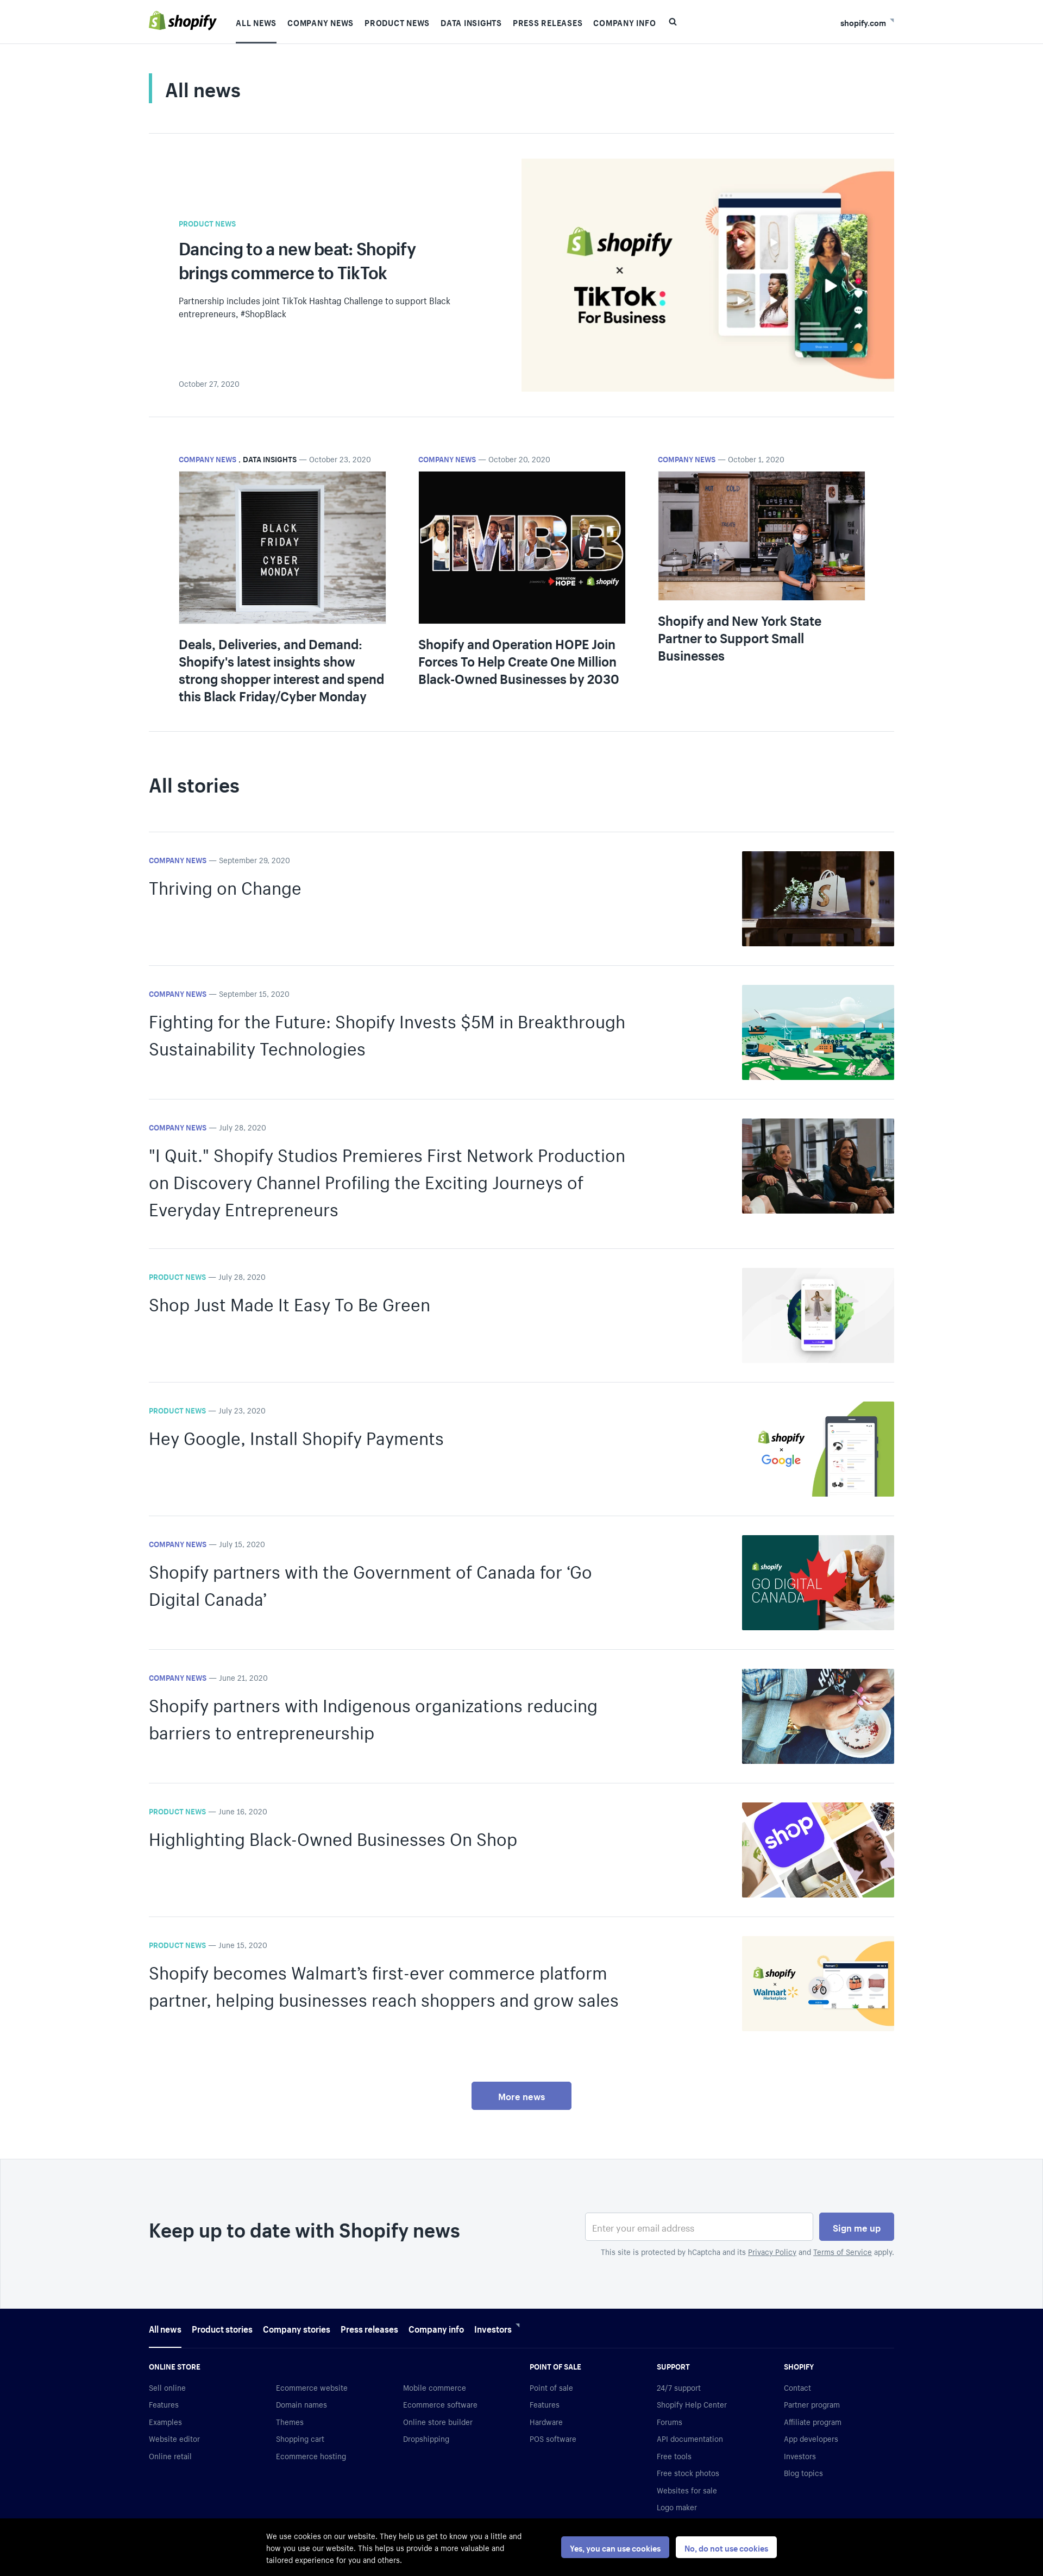 shopify ALL NEWS COMPANY NEWS PRODUCT NEWS DATA INSIGHTS PRESS RELEASES COMPANY INFO shopify.com
All news
PRODUCT NEWS
Dancing to a new beat: Shopify
brings commerce to TikTok
Partnership includes joint TikTok Hashtag Challenge to support Black
entrepreneurs, #ShopBlack
October 27, 2020
shopify
×
TikTok:
For Business
COMPANY NEWS , DATA INSIGHTS — October 23, 2020
BLACK
FRIDAY
CYBER
MONDAY
Deals, Deliveries, and Demand:
Shopify's latest insights show
strong shopper interest and spend
this Black Friday/Cyber Monday
COMPANY NEWS — October 20, 2020
1MBB
OPERATION
HOPE + shopify
Shopify and Operation HOPE Join
Forces To Help Create One Million
Black-Owned Businesses by 2030
COMPANY NEWS — October 1, 2020
Shopify and New York State
Partner to Support Small
Businesses
All stories
COMPANY NEWS — September 29, 2020
Thriving on Change
COMPANY NEWS — September 15, 2020
Fighting for the Future: Shopify Invests $5M in Breakthrough
Sustainability Technologies
COMPANY NEWS — July 28, 2020
"I Quit." Shopify Studios Premieres First Network Production
on Discovery Channel Profiling the Exciting Journeys of
Everyday Entrepreneurs
PRODUCT NEWS — July 28, 2020
Shop Just Made It Easy To Be Green
PRODUCT NEWS — July 23, 2020
Hey Google, Install Shopify Payments
shopify
×
Google
COMPANY NEWS — July 15, 2020
Shopify partners with the Government of Canada for ‘Go
Digital Canada’
shopify
GO DIGITAL
CANADA
COMPANY NEWS — June 21, 2020
Shopify partners with Indigenous organizations reducing
barriers to entrepreneurship
PRODUCT NEWS — June 16, 2020
Highlighting Black-Owned Businesses On Shop
shop
PRODUCT NEWS — June 15, 2020
Shopify becomes Walmart’s first-ever commerce platform
partner, helping businesses reach shoppers and grow sales
shopify
×
Walmart
Marketplace
More news
Keep up to date with Shopify news
Enter your email address
Sign me up
This site is protected by hCaptcha and its Privacy Policy and Terms of Service apply.
All news Product stories Company stories Press releases Company info Investors
ONLINE STORE
Sell online
Features
Examples
Website editor
Online retail
Ecommerce website
Domain names
Themes
Shopping cart
Ecommerce hosting
Mobile commerce
Ecommerce software
Online store builder
Dropshipping
POINT OF SALE
Point of sale
Features
Hardware
POS software
SUPPORT
24/7 support
Shopify Help Center
Forums
API documentation
Free tools
Free stock photos
Websites for sale
Logo maker
SHOPIFY
Contact
Partner program
Affiliate program
App developers
Investors
Blog topics
We use cookies on our website. They help us get to know you a little and
how you use our website. This helps us provide a more valuable and
tailored experience for you and others.
Yes, you can use cookies
No, do not use cookies